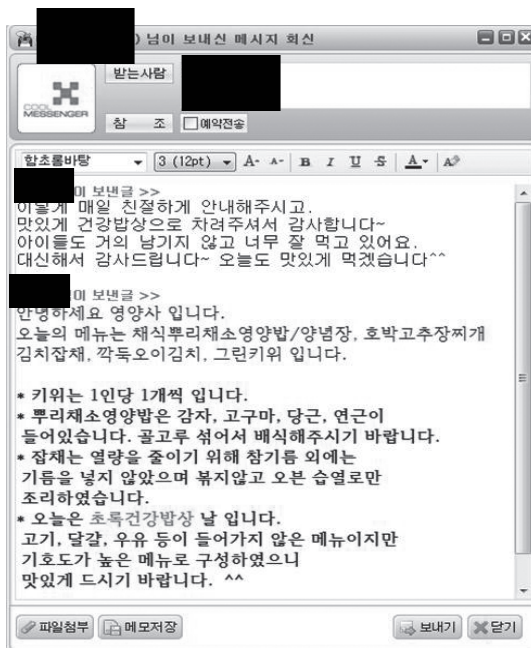 ) 님이 보내신 메시지 회신
COOL MESSENGER
받는사람
참 조 예약전송
함초롬바탕 3 (12pt) A- A- B I U S A A
이 보낸글 >>
이렇게 매일 친절하게 안내해주시고.
맛있게 건강밥상으로 차려주셔서 감사합니다~
아이들도 거의 남기지 않고 너무 잘 먹고 있어요.
대신해서 감사드립니다~ 오늘도 맛있게 먹겠습니다^^
이 보낸글 >>
안녕하세요 영양사 입니다.
오늘의 메뉴는 채식뿌리채소영양밥/양념장, 호박고추장찌개
김치잡채, 깍둑오이김치, 그린키위 입니다.
* 키위는 1인당 1개씩 입니다.
* 뿌리채소영양밥은 감자, 고구마, 당근, 연근이
들어있습니다. 골고루 섞어서 배식해주시기 바랍니다.
* 잡채는 열량을 줄이기 위해 참기름 외에는
기름을 넣지 않았으며 볶지않고 오븐 습열로만
조리하였습니다.
* 오늘은 초록건강밥상 날 입니다.
고기, 달걀, 우유 등이 들어가지 않은 메뉴이지만
기호도가 높은 메뉴로 구성하였으니
맛있게 드시기 바랍니다. ^^
파일첨부 메모저장 보내기 닫기